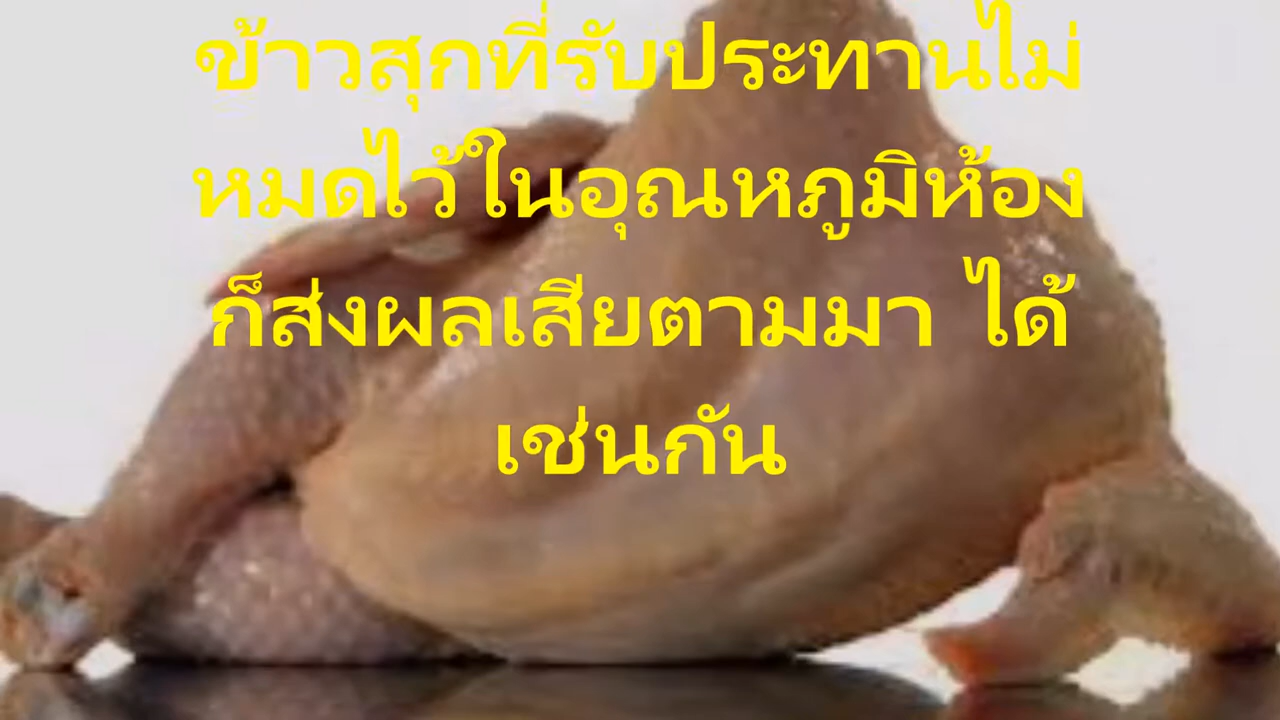 ข้าวสุกที่รับประทานไม่
หมดไว้ในอุณหภูมิห้อง
ก็ส่งผลเสียตามมา ได้
เช่นกัน